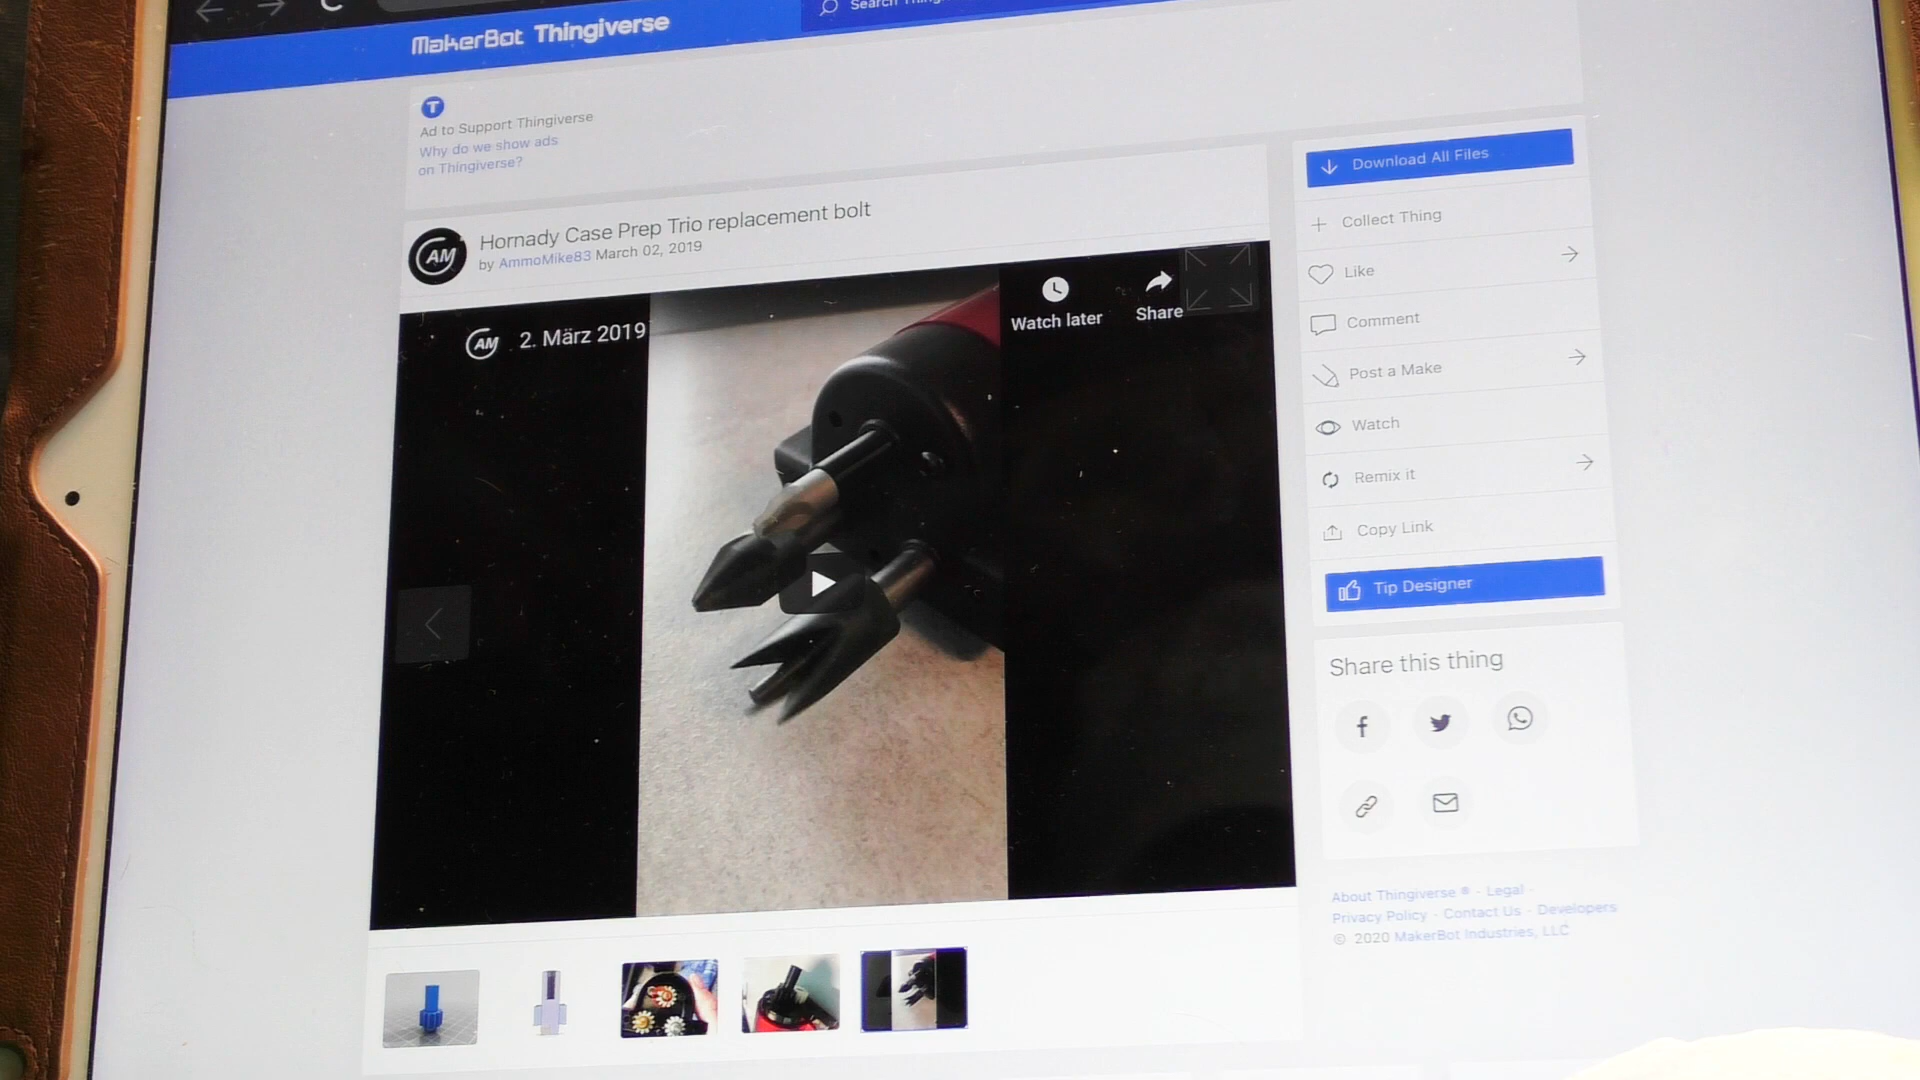 MakerBot Thingiverse
Search
T
Ad to Support Thingiverse
Why do we show ads
on Thingiverse?
Hornady Case Prep Trio replacement bolt
by AmmoMike83 March 02, 2019
AM
AM
2. März 2019
Watch later
Share
Download All Files
Collect Thing
Like
Comment
Post a Make
Watch
Remix it
Copy Link
Tip Designer
Share this thing
About Thingiverse ® - Legal -
Privacy Policy - Contact Us - Developers
© 2020 MakerBot Industries, LLC